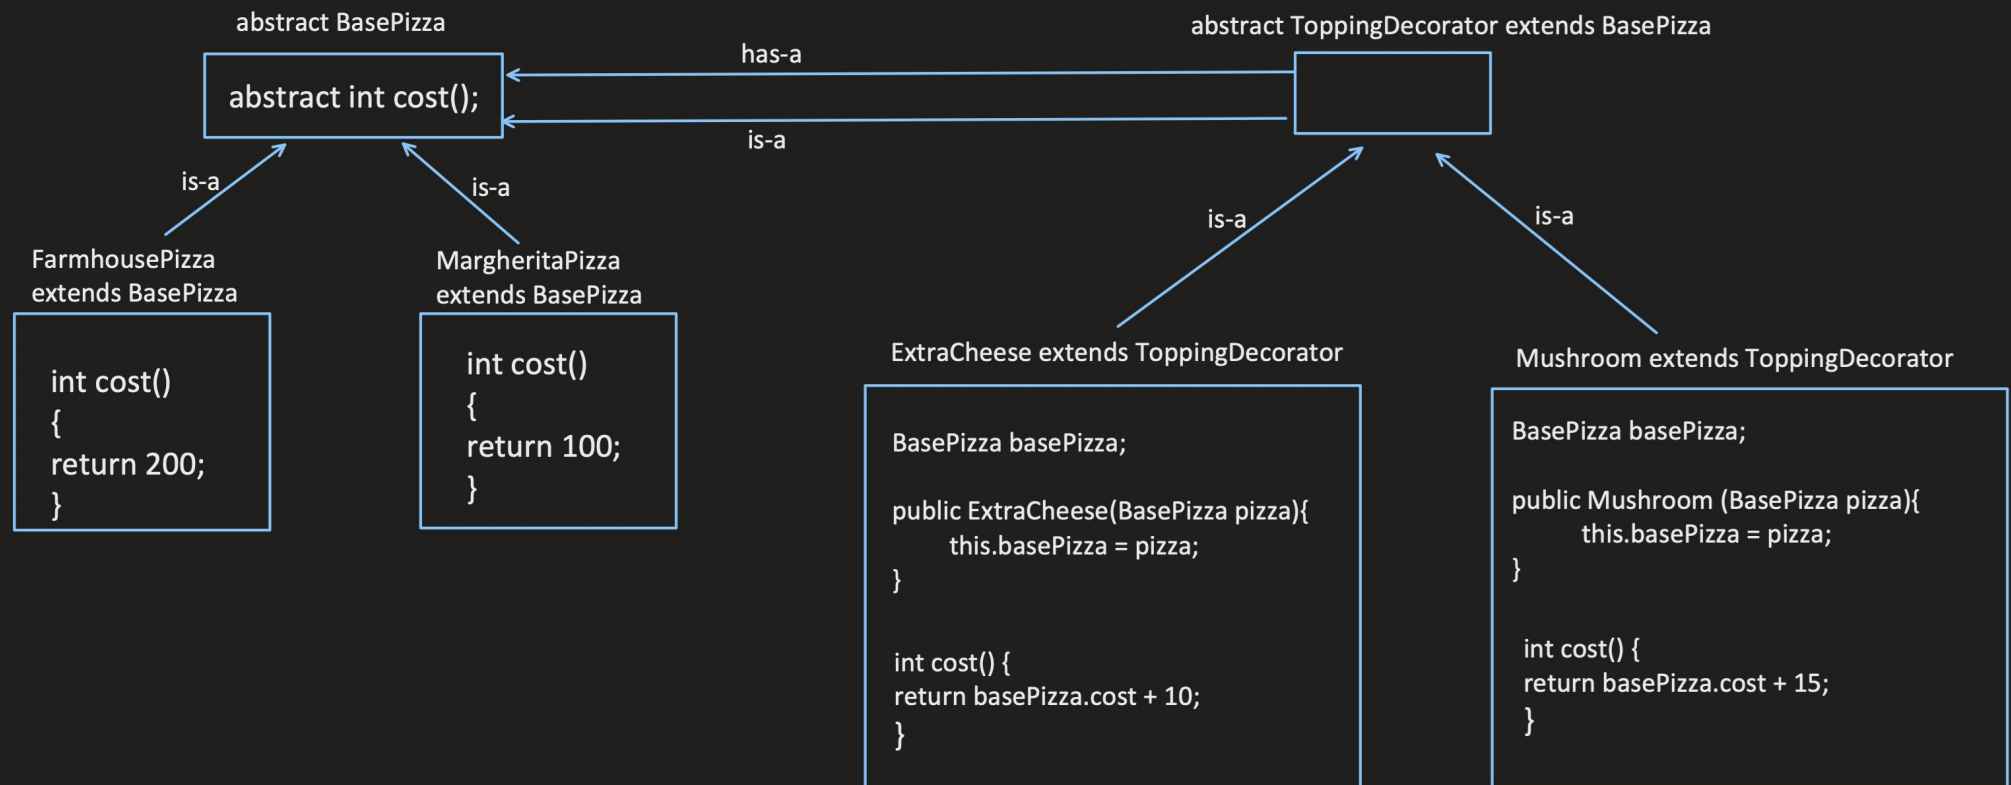 abstract BasePizza
abstract int cost();
has-a
is-a
abstract ToppingDecorator extends BasePizza
is-a
is-a
FarmhousePizza
extends BasePizza
int cost()
{
return 200;
}
MargheritaPizza
extends BasePizza
int cost()
{
return 100;
}
is-a
is-a
ExtraCheese extends ToppingDecorator
BasePizza basePizza;
public ExtraCheese(BasePizza pizza){
this.basePizza = pizza;
}
int cost() {
return basePizza.cost + 10;
}
Mushroom extends ToppingDecorator
BasePizza basePizza;
public Mushroom (BasePizza pizza){
this.basePizza = pizza;
}
int cost() {
return basePizza.cost + 15;
}